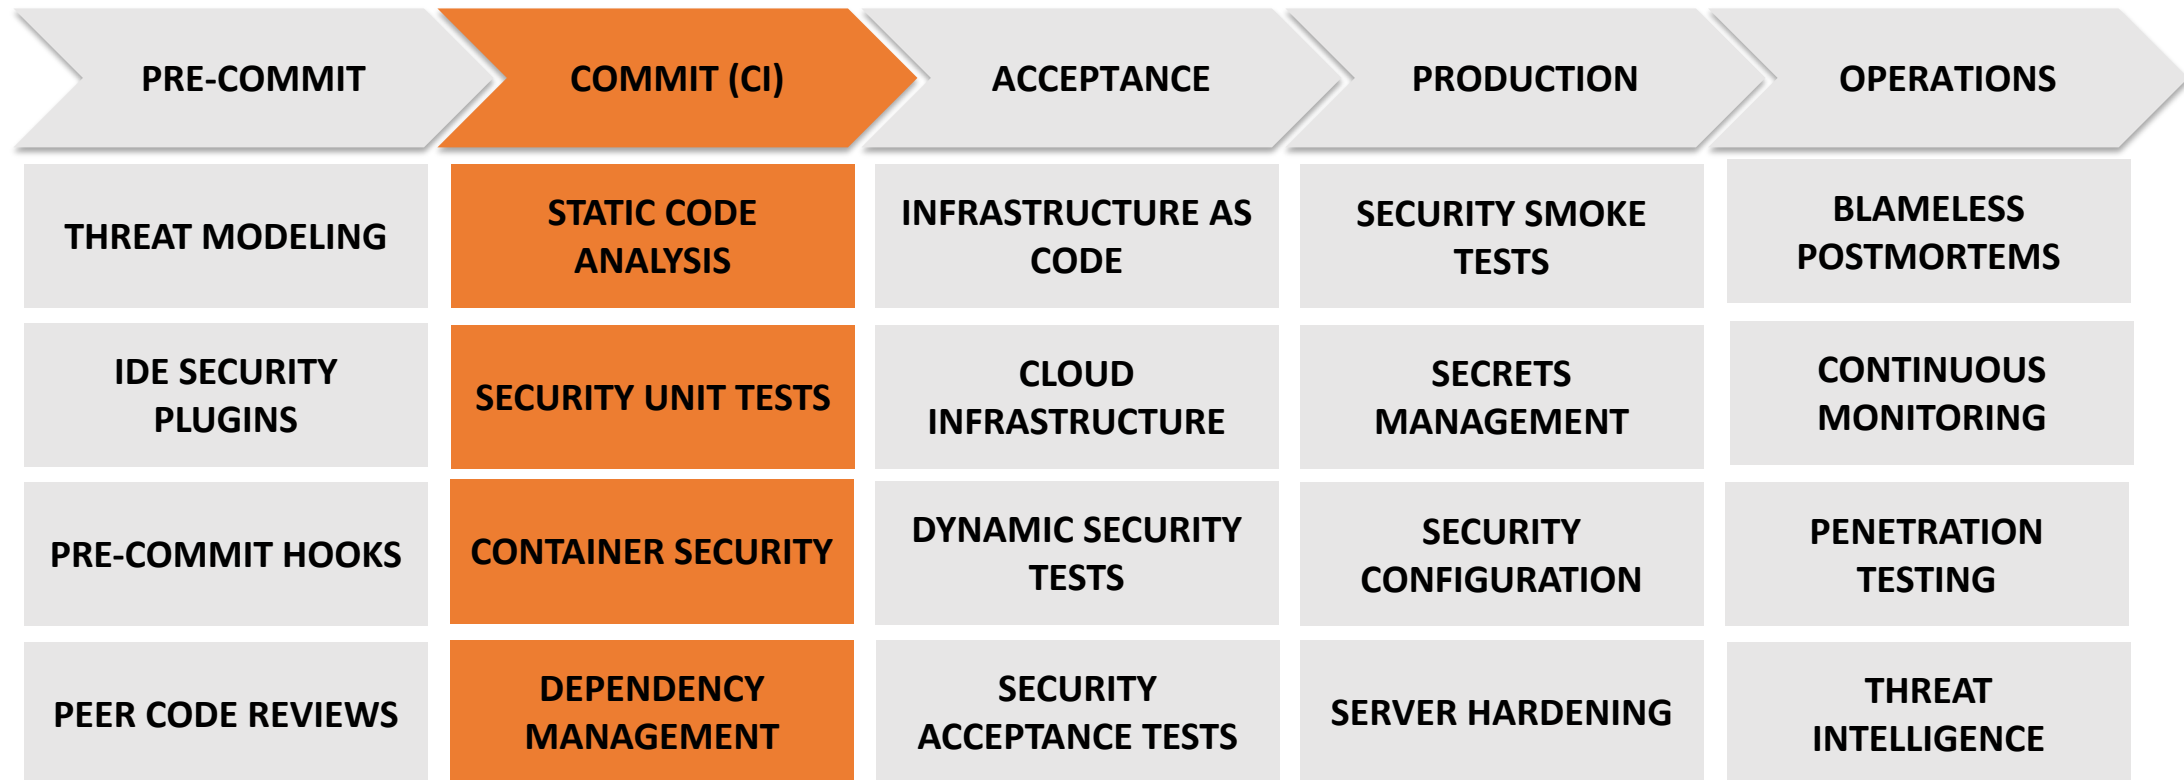 PRE-COMMIT
COMMIT (CI)
ACCEPTANCE
PRODUCTION
OPERATIONS
THREAT MODELING
STATIC CODE
ANALYSIS
INFRASTRUCTURE AS
CODE
SECURITY SMOKE
TESTS
BLAMELESS
POSTMORTEMS
IDE SECURITY
PLUGINS
SECURITY UNIT TESTS
CLOUD
INFRASTRUCTURE
SECRETS
MANAGEMENT
CONTINUOUS
MONITORING
PRE-COMMIT HOOKS
CONTAINER SECURITY
DYNAMIC SECURITY
TESTS
SECURITY
CONFIGURATION
PENETRATION
TESTING
PEER CODE REVIEWS
DEPENDENCY
MANAGEMENT
SECURITY
ACCEPTANCE TESTS
SERVER HARDENING
THREAT
INTELLIGENCE